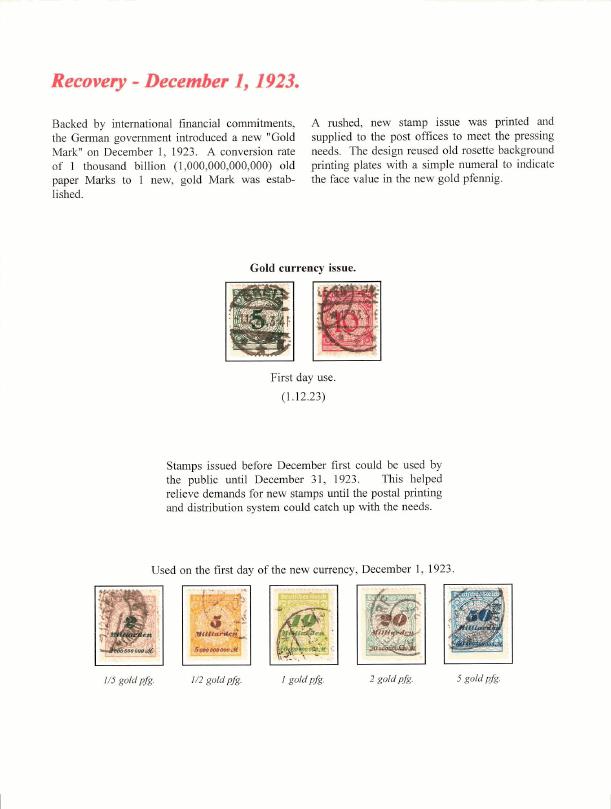 Recovery - December 1, 1923.
Backed by international financial commitments,
the German government introduced a new "Gold
Mark" on December 1, 1923. A conversion rate
of 1 thousand billion (1,000,000,000,000) old
paper Marks to 1 new, gold Mark was estab-
lished.
A rushed, new stamp issue was printed and
supplied to the post offices to meet the pressing
needs. The design reused old rosette background
printing plates with a simple numeral to indicate
the face value in the new gold pfennig.
Gold currency issue.
5
10
First day use.
(1.12.23)
Stamps issued before December first could be used by
the public until December 31, 1923. This helped
relieve demands for new stamps until the postal printing
and distribution system could catch up with the needs.
Used on the first day of the new currency, December 1, 1923.
2
Milliarden
5
Milliarden
5000000000 M
Deutsches Reich
10
Milliarden
20
Milliarden
Deutsches Reich
50
Milliarden
1/5 gold pfg.
1/2 gold pfg.
1 gold pfg.
2 gold pfg.
5 gold pfg.